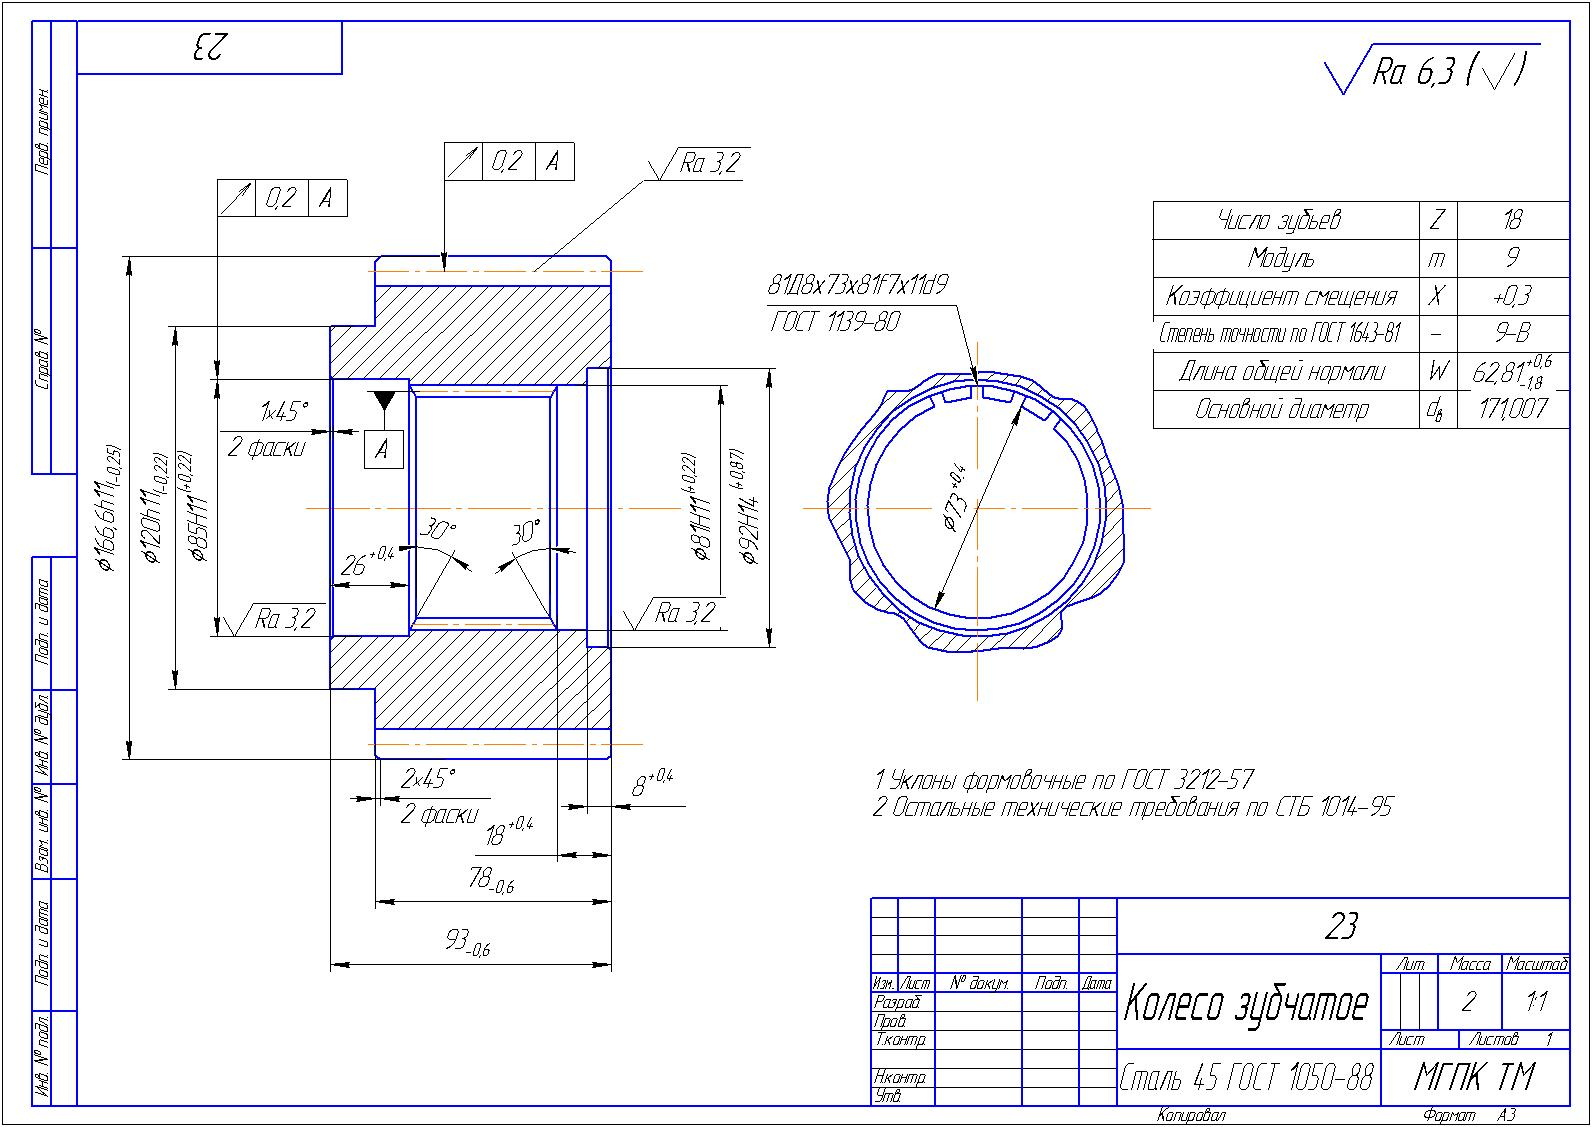 23
Ra 6,3 (√)
Перв. примен.
Справ. №
Подп. и дата
Инв. № дубл.
Взам. инв. №
Подп. и дата
Инв. № подл.
0,2 A
Ra 3,2
0,2 A
1×45°
2 фаски
A
ϕ166,6h11(-0,25)
ϕ120h11(-0,22)
ϕ85H11(+0,22)
26+0,4
30°
30°
ϕ81H11(+0,22)
ϕ92H14(+0,87)
Ra 3,2
Ra 3,2
2×45°
2 фаски
8+0,4
18+0,4
78-0,6
93-0,6
81Д8x73x81f7x11d9
ГОСТ 1139-80
ϕ73+0,4
Число зубьев Z 18
Модуль m 9
Коэффициент смещения X +0,3
Степень точности по ГОСТ 1643-81 - 9-В
Длина общей нормали W 62,81+0,6-1,8
Основной диаметр dв 171,007
1 Уклоны формовочные по ГОСТ 3212-57
2 Остальные технические требования по СТБ 1014-95
23
Изм. Лист № докум. Подп. Дата
Разраб.
Пров.
Т.контр.
Н.контр.
Утв.
Колесо зубчатое
Лит. Масса Масштаб
2 1:1
Лист Листов 1
Сталь 45 ГОСТ 1050-88
МГПК ТМ
Копировал
Формат А3